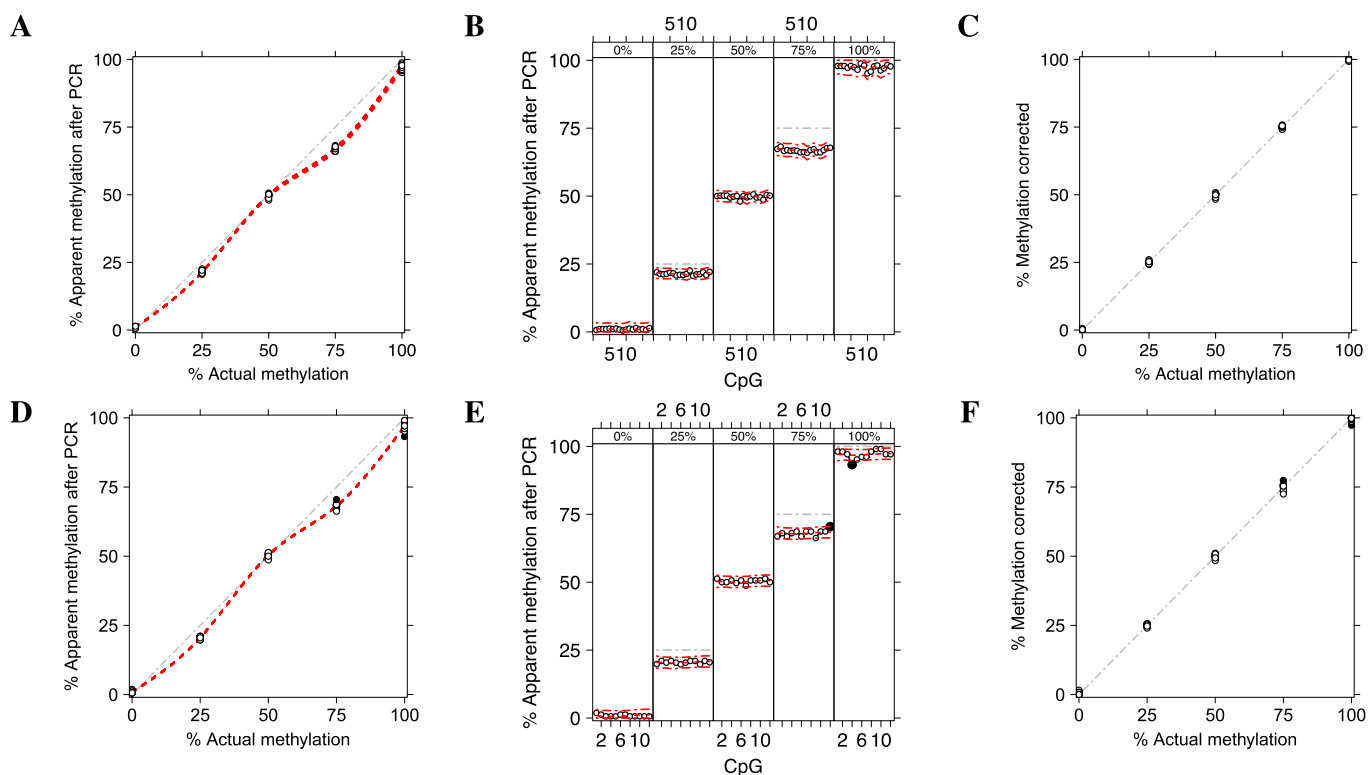 A
% Apparent methylation after PCR
100
75
50
25
0
0 25 50 75 100
% Actual methylation
B
510 510
0% 25% 50% 75% 100%
% Apparent methylation after PCR
100
75
50
25
0
510 510 510
CpG
C
% Methylation corrected
100
75
50
25
0
0 25 50 75 100
% Actual methylation
D
% Apparent methylation after PCR
100
75
50
25
0
0 25 50 75 100
% Actual methylation
E
2 6 10 2 6 10
0% 25% 50% 75% 100%
% Apparent methylation after PCR
100
75
50
25
0
2 6 10 2 6 10 2 6 10
CpG
F
% Methylation corrected
100
75
50
25
0
0 25 50 75 100
% Actual methylation